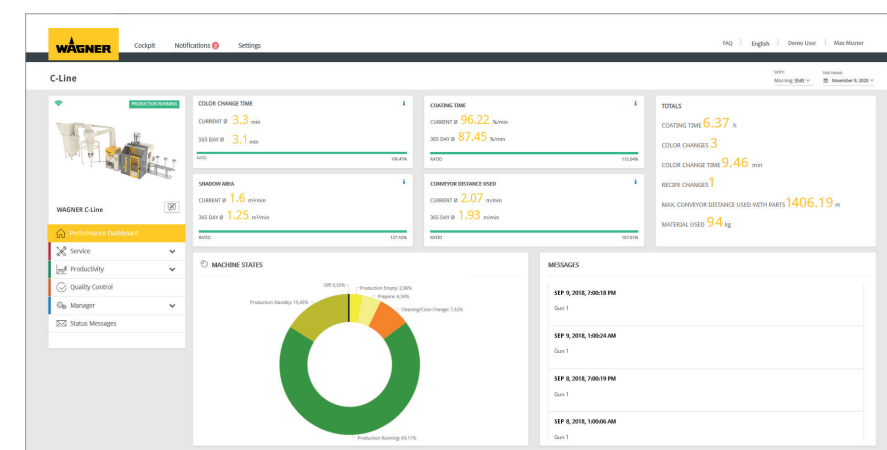 WAGNER
Cockpit
Notifications 2
Settings
FAQ
English
Demo User
Max Muster
C-Line
SHIFT:
Morning Shift
November 9, 2020
PRODUCTION RUNNING
WAGNER C-Line
Performance Dashboard
Service
Productivity
Quality Control
Manager
Status Messages
COLOR CHANGE TIME
CURRENT Ø 3.3 min
365 DAY Ø 3.1 min
RATIO 106,45%
COATING TIME
CURRENT Ø 96.22 %/min
365 DAY Ø 87.45 %/min
RATIO 110.04%
SHADOW AREA
CURRENT Ø 1.6 m²/min
365 DAY Ø 1.25 m²/min
RATIO 127.63%
CONVEYOR DISTANCE USED
CURRENT Ø 2.07 m/min
365 DAY Ø 1.93 m/min
RATIO 107.61%
TOTALS
COATING TIME 6.37 h
COLOR CHANGES 3
COLOR CHANGE TIME 9.46 min
RECIPE CHANGES 1
MAX. CONVEYOR DISTANCE USED WITH PARTS 1406.19 m
MATERIAL USED 94 kg
MACHINE STATES
Off: 0,53%
Production Empty: 2,96%
Prepare: 4,34%
Cleaning/Color Change: 7,52%
Production Standby: 15,46%
Production Running: 69,11%
MESSAGES
SEP 9, 2018, 7:00:18 PM
Gun 1
SEP 9, 2018, 1:00:24 AM
Gun 1
SEP 8, 2018, 7:00:19 PM
Gun 1
SEP 8, 2018, 1:00:06 AM
Gun 1